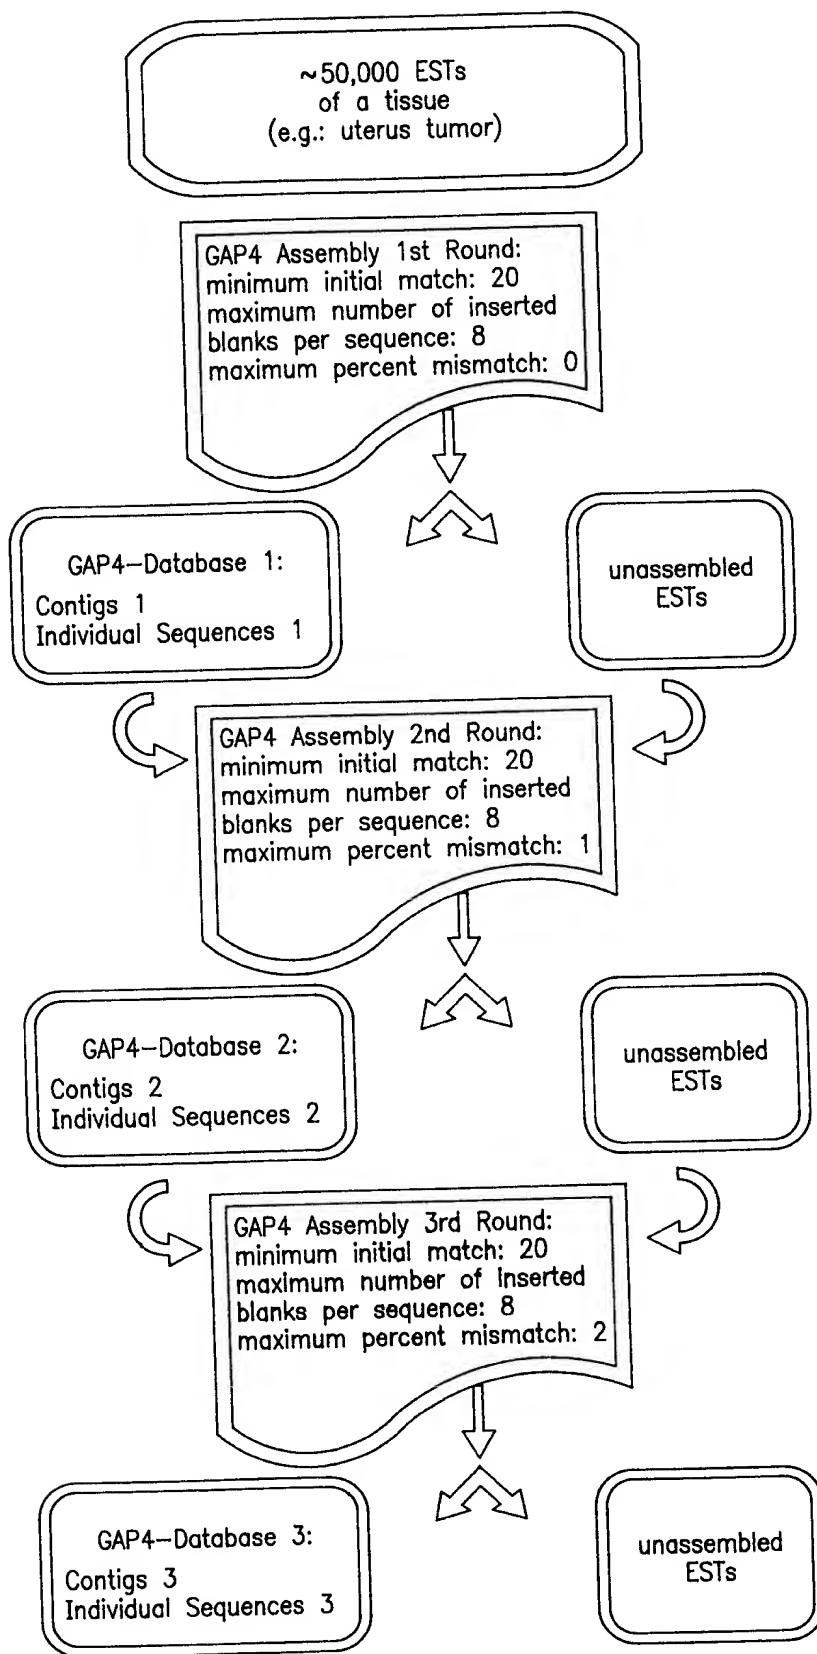 ~50,000 ESTs
of a tissue
(e.g.: uterus tumor)
GAP4 Assembly 1st Round:
minimum initial match: 20
maximum number of inserted
blanks per sequence: 8
maximum percent mismatch: 0
GAP4-Database 1:
Contigs 1
Individual Sequences 1
unassembled
ESTs
GAP4 Assembly 2nd Round:
minimum initial match: 20
maximum number of inserted
blanks per sequence: 8
maximum percent mismatch: 1
GAP4-Database 2:
Contigs 2
Individual Sequences 2
unassembled
ESTs
GAP4 Assembly 3rd Round:
minimum initial match: 20
maximum number of inserted
blanks per sequence: 8
maximum percent mismatch: 2
GAP4-Database 3:
Contigs 3
Individual Sequences 3
unassembled
ESTs